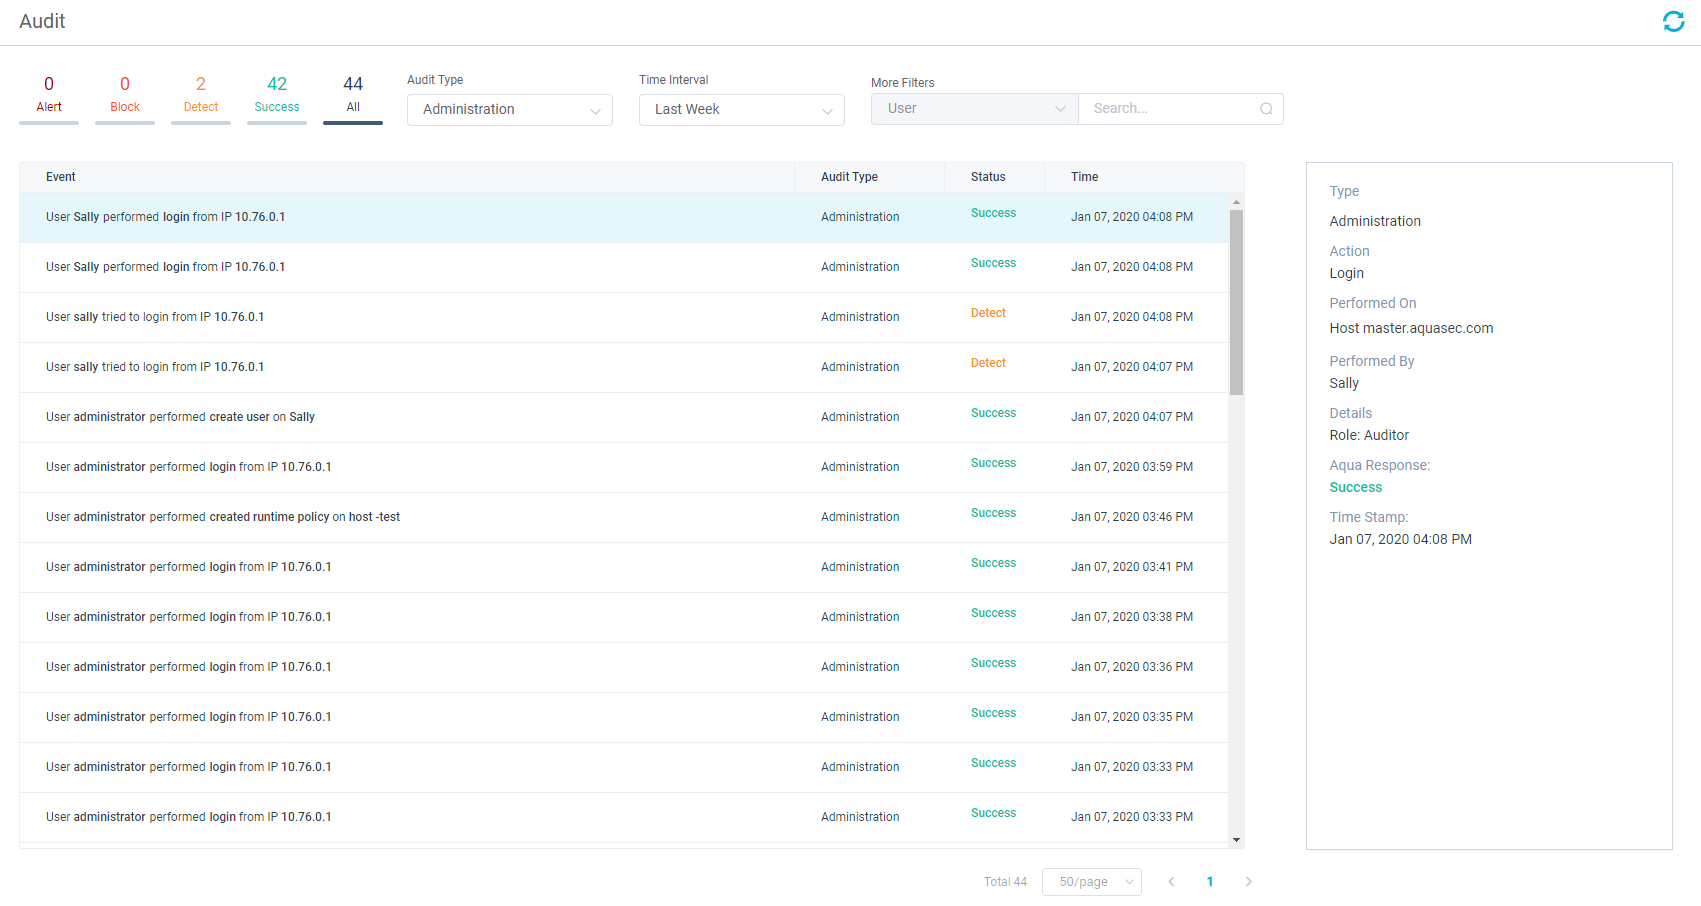 Audit
0 0 2 42 44
Alert Block Detect Success All
Audit Type
Administration
Time Interval
Last Week
More Filters
User Search...
Event Audit Type Status Time
User Sally performed login from IP 10.76.0.1 Administration Success Jan 07, 2020 04:08 PM
User Sally performed login from IP 10.76.0.1 Administration Success Jan 07, 2020 04:08 PM
User sally tried to login from IP 10.76.0.1 Administration Detect Jan 07, 2020 04:08 PM
User sally tried to login from IP 10.76.0.1 Administration Detect Jan 07, 2020 04:07 PM
User administrator performed create user on Sally Administration Success Jan 07, 2020 04:07 PM
User administrator performed login from IP 10.76.0.1 Administration Success Jan 07, 2020 03:59 PM
User administrator performed created runtime policy on host -test Administration Success Jan 07, 2020 03:46 PM
User administrator performed login from IP 10.76.0.1 Administration Success Jan 07, 2020 03:41 PM
User administrator performed login from IP 10.76.0.1 Administration Success Jan 07, 2020 03:38 PM
User administrator performed login from IP 10.76.0.1 Administration Success Jan 07, 2020 03:36 PM
User administrator performed login from IP 10.76.0.1 Administration Success Jan 07, 2020 03:35 PM
User administrator performed login from IP 10.76.0.1 Administration Success Jan 07, 2020 03:33 PM
User administrator performed login from IP 10.76.0.1 Administration Success Jan 07, 2020 03:33 PM
Total 44 50/page 1
Type
Administration
Action
Login
Performed On
Host master.aquasec.com
Performed By
Sally
Details
Role: Auditor
Aqua Response:
Success
Time Stamp:
Jan 07, 2020 04:08 PM